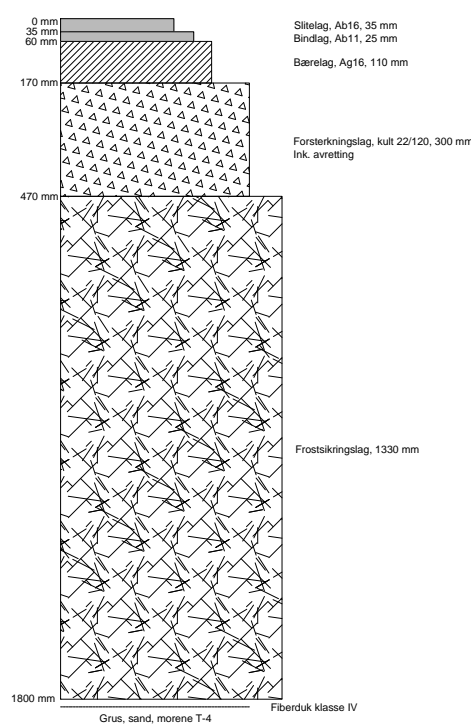 0 mm
Slitelag, Ab16, 35 mm
35 mm
Bindlag, Ab11, 25 mm
60 mm
Bærelag, Ag16, 110 mm
170 mm
Forsterkningslag, kult 22/120, 300 mm
Ink. avretting
470 mm
Frostsikringslag, 1330 mm
1800 mm
Fiberduk klasse IV
Grus, sand, morene T-4